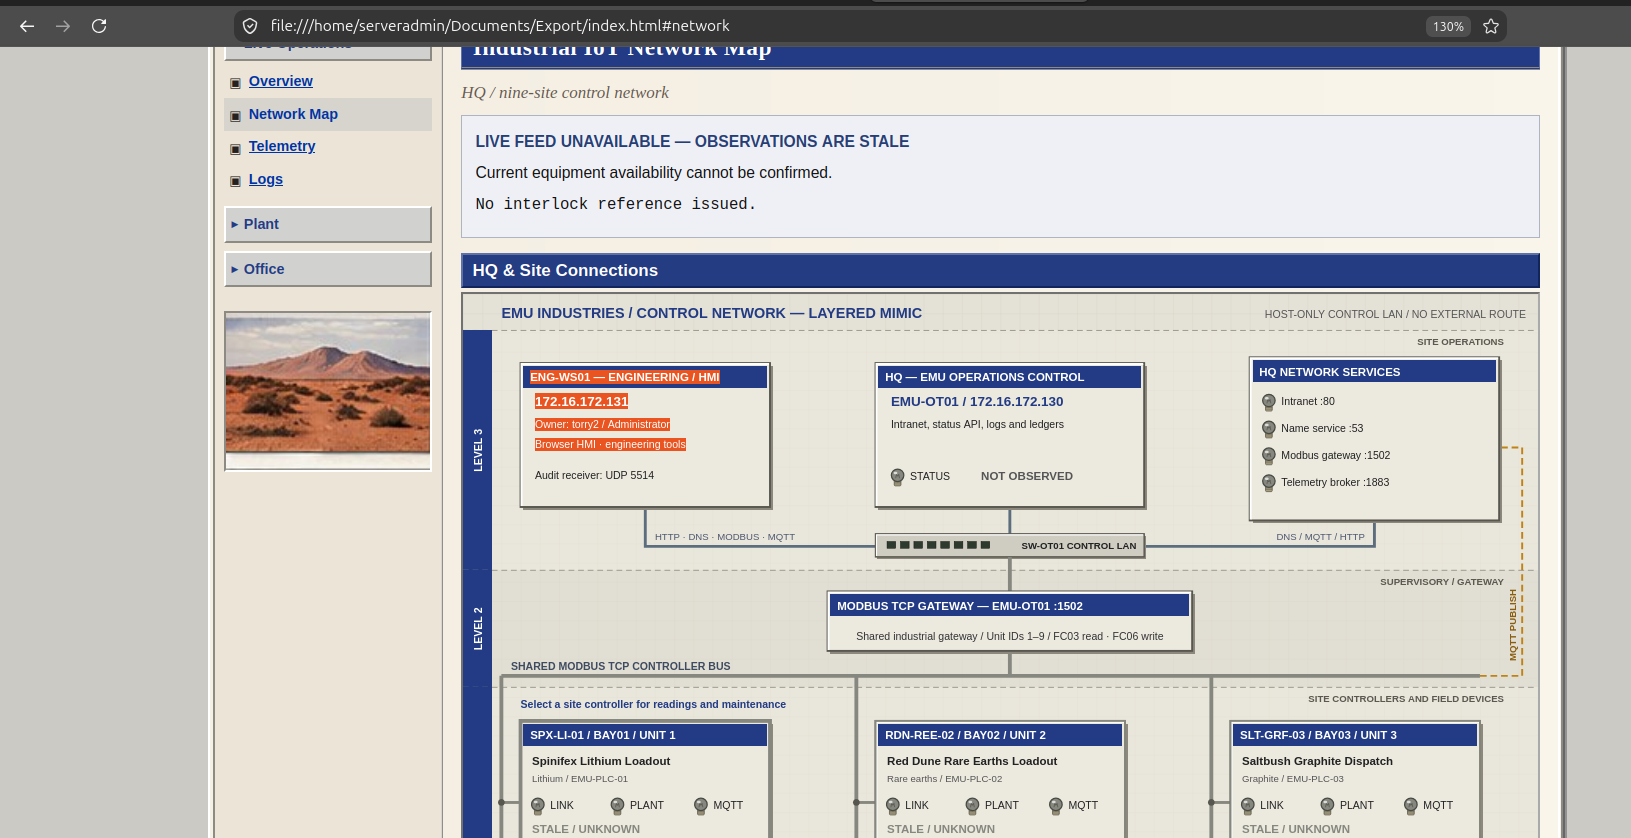 file:///home/serveradmin/Documents/Export/index.html#network
130%
Overview
Network Map
Telemetry
Logs
Plant
Office
Industrial IoT Network Map
HQ / nine-site control network
LIVE FEED UNAVAILABLE — OBSERVATIONS ARE STALE
Current equipment availability cannot be confirmed.
No interlock reference issued.
HQ & Site Connections
EMU INDUSTRIES / CONTROL NETWORK — LAYERED MIMIC
HOST-ONLY CONTROL LAN / NO EXTERNAL ROUTE
LEVEL 3
SITE OPERATIONS
ENG-WS01 — ENGINEERING / HMI
172.16.172.131
Owner: torry2 / Administrator
Browser HMI · engineering tools
Audit receiver: UDP 5514
HQ — EMU OPERATIONS CONTROL
EMU-OT01 / 172.16.172.130
Intranet, status API, logs and ledgers
STATUS NOT OBSERVED
HQ NETWORK SERVICES
Intranet :80
Name service :53
Modbus gateway :1502
Telemetry broker :1883
HTTP · DNS · MODBUS · MQTT
SW-OT01 CONTROL LAN
DNS / MQTT / HTTP
LEVEL 2
SUPERVISORY / GATEWAY
MODBUS TCP GATEWAY — EMU-OT01 :1502
Shared industrial gateway / Unit IDs 1–9 / FC03 read · FC06 write
MQTT PUBLISH
SHARED MODBUS TCP CONTROLLER BUS
Select a site controller for readings and maintenance
SITE CONTROLLERS AND FIELD DEVICES
SPX-LI-01 / BAY01 / UNIT 1
Spinifex Lithium Loadout
Lithium / EMU-PLC-01
LINK PLANT MQTT
STALE / UNKNOWN
RDN-REE-02 / BAY02 / UNIT 2
Red Dune Rare Earths Loadout
Rare earths / EMU-PLC-02
LINK PLANT MQTT
STALE / UNKNOWN
SLT-GRF-03 / BAY03 / UNIT 3
Saltbush Graphite Dispatch
Graphite / EMU-PLC-03
LINK PLANT MQTT
STALE / UNKNOWN